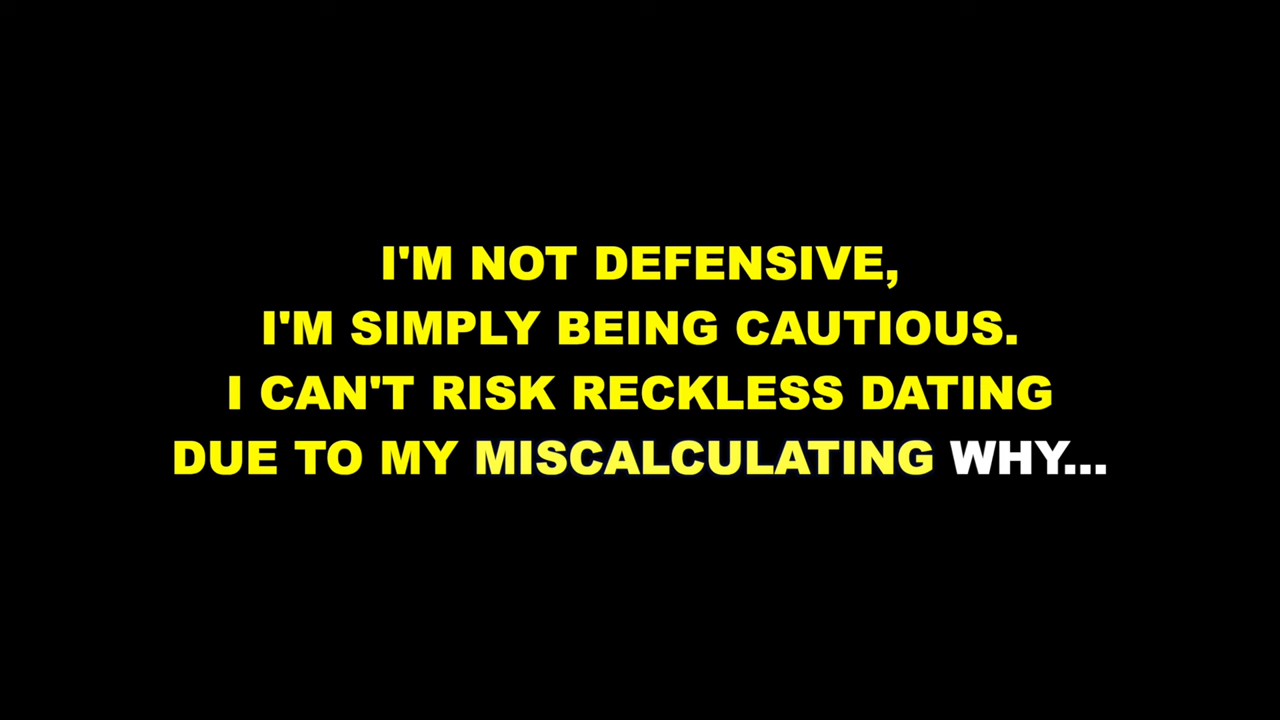 I'M NOT DEFENSIVE,
I'M SIMPLY BEING CAUTIOUS.
I CAN'T RISK RECKLESS DATING
DUE TO MY MISCALCULATING WHY...